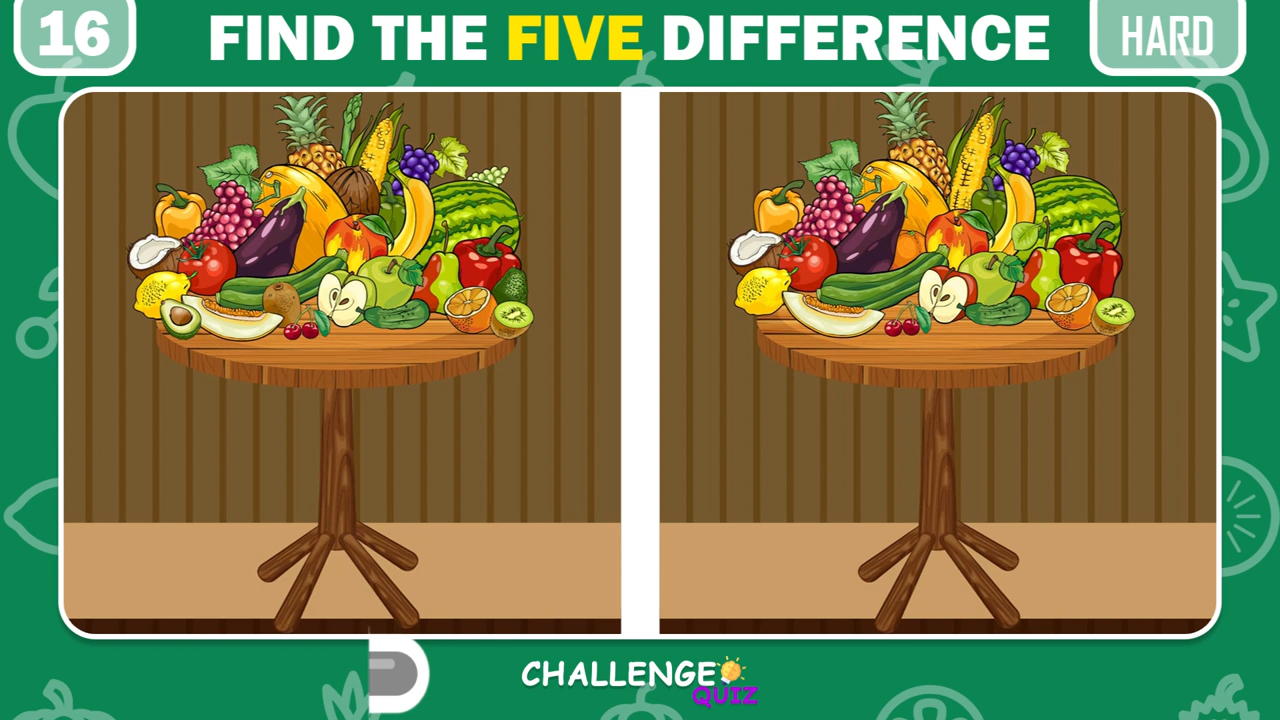 16
FIND THE FIVE DIFFERENCE
HARD
CHALLENGE
QUIZ